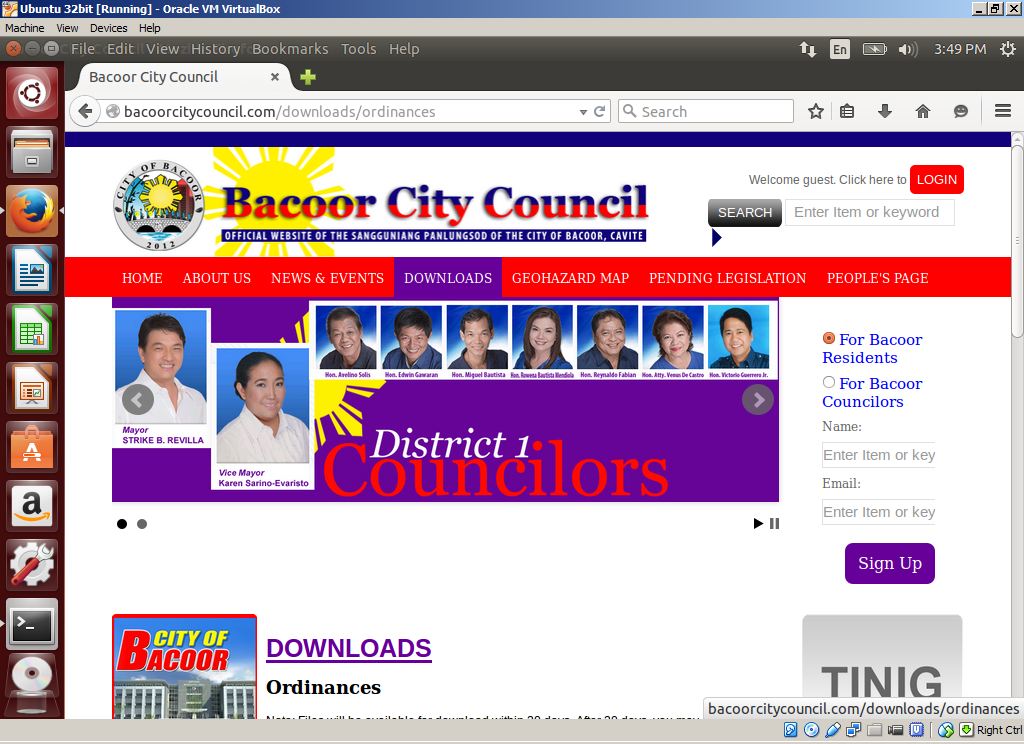 Ubuntu 32bit [Running] - Oracle VM VirtualBox
Machine View Devices Help
File Edit View History Bookmarks Tools Help
En
3:49 PM
Bacoor City Council
bacoorcitycouncil.com/downloads/ordinances
Search
CITY OF BACOOR
2012
Bacoor City Council
OFFICIAL WEBSITE OF THE SANGGUNIANG PANLUNGSOD OF THE CITY OF BACOOR, CAVITE
Welcome guest. Click here to LOGIN
SEARCH Enter Item or keyword
HOME ABOUT US NEWS & EVENTS DOWNLOADS GEOHAZARD MAP PENDING LEGISLATION PEOPLE'S PAGE
Hon. Avelino Solis
Hon. Edwin Gawaran
Hon. Miguel Bautista
Hon. Rowena Bautista Mendiola
Hon. Reynaldo Fabian
Hon. Atty. Venus De Castro
Hon. Victorio Guerrero Jr.
Mayor
STRIKE B. REVILLA
Vice Mayor
Karen Sarino-Evaristo
District 1
Councilors
For Bacoor
Residents
For Bacoor
Councilors
Name:
Enter Item or key
Email:
Enter Item or key
Sign Up
CITY OF
BACOOR
DOWNLOADS
Ordinances
TINIG
bacoorcitycouncil.com/downloads/ordinances
Right Ctrl